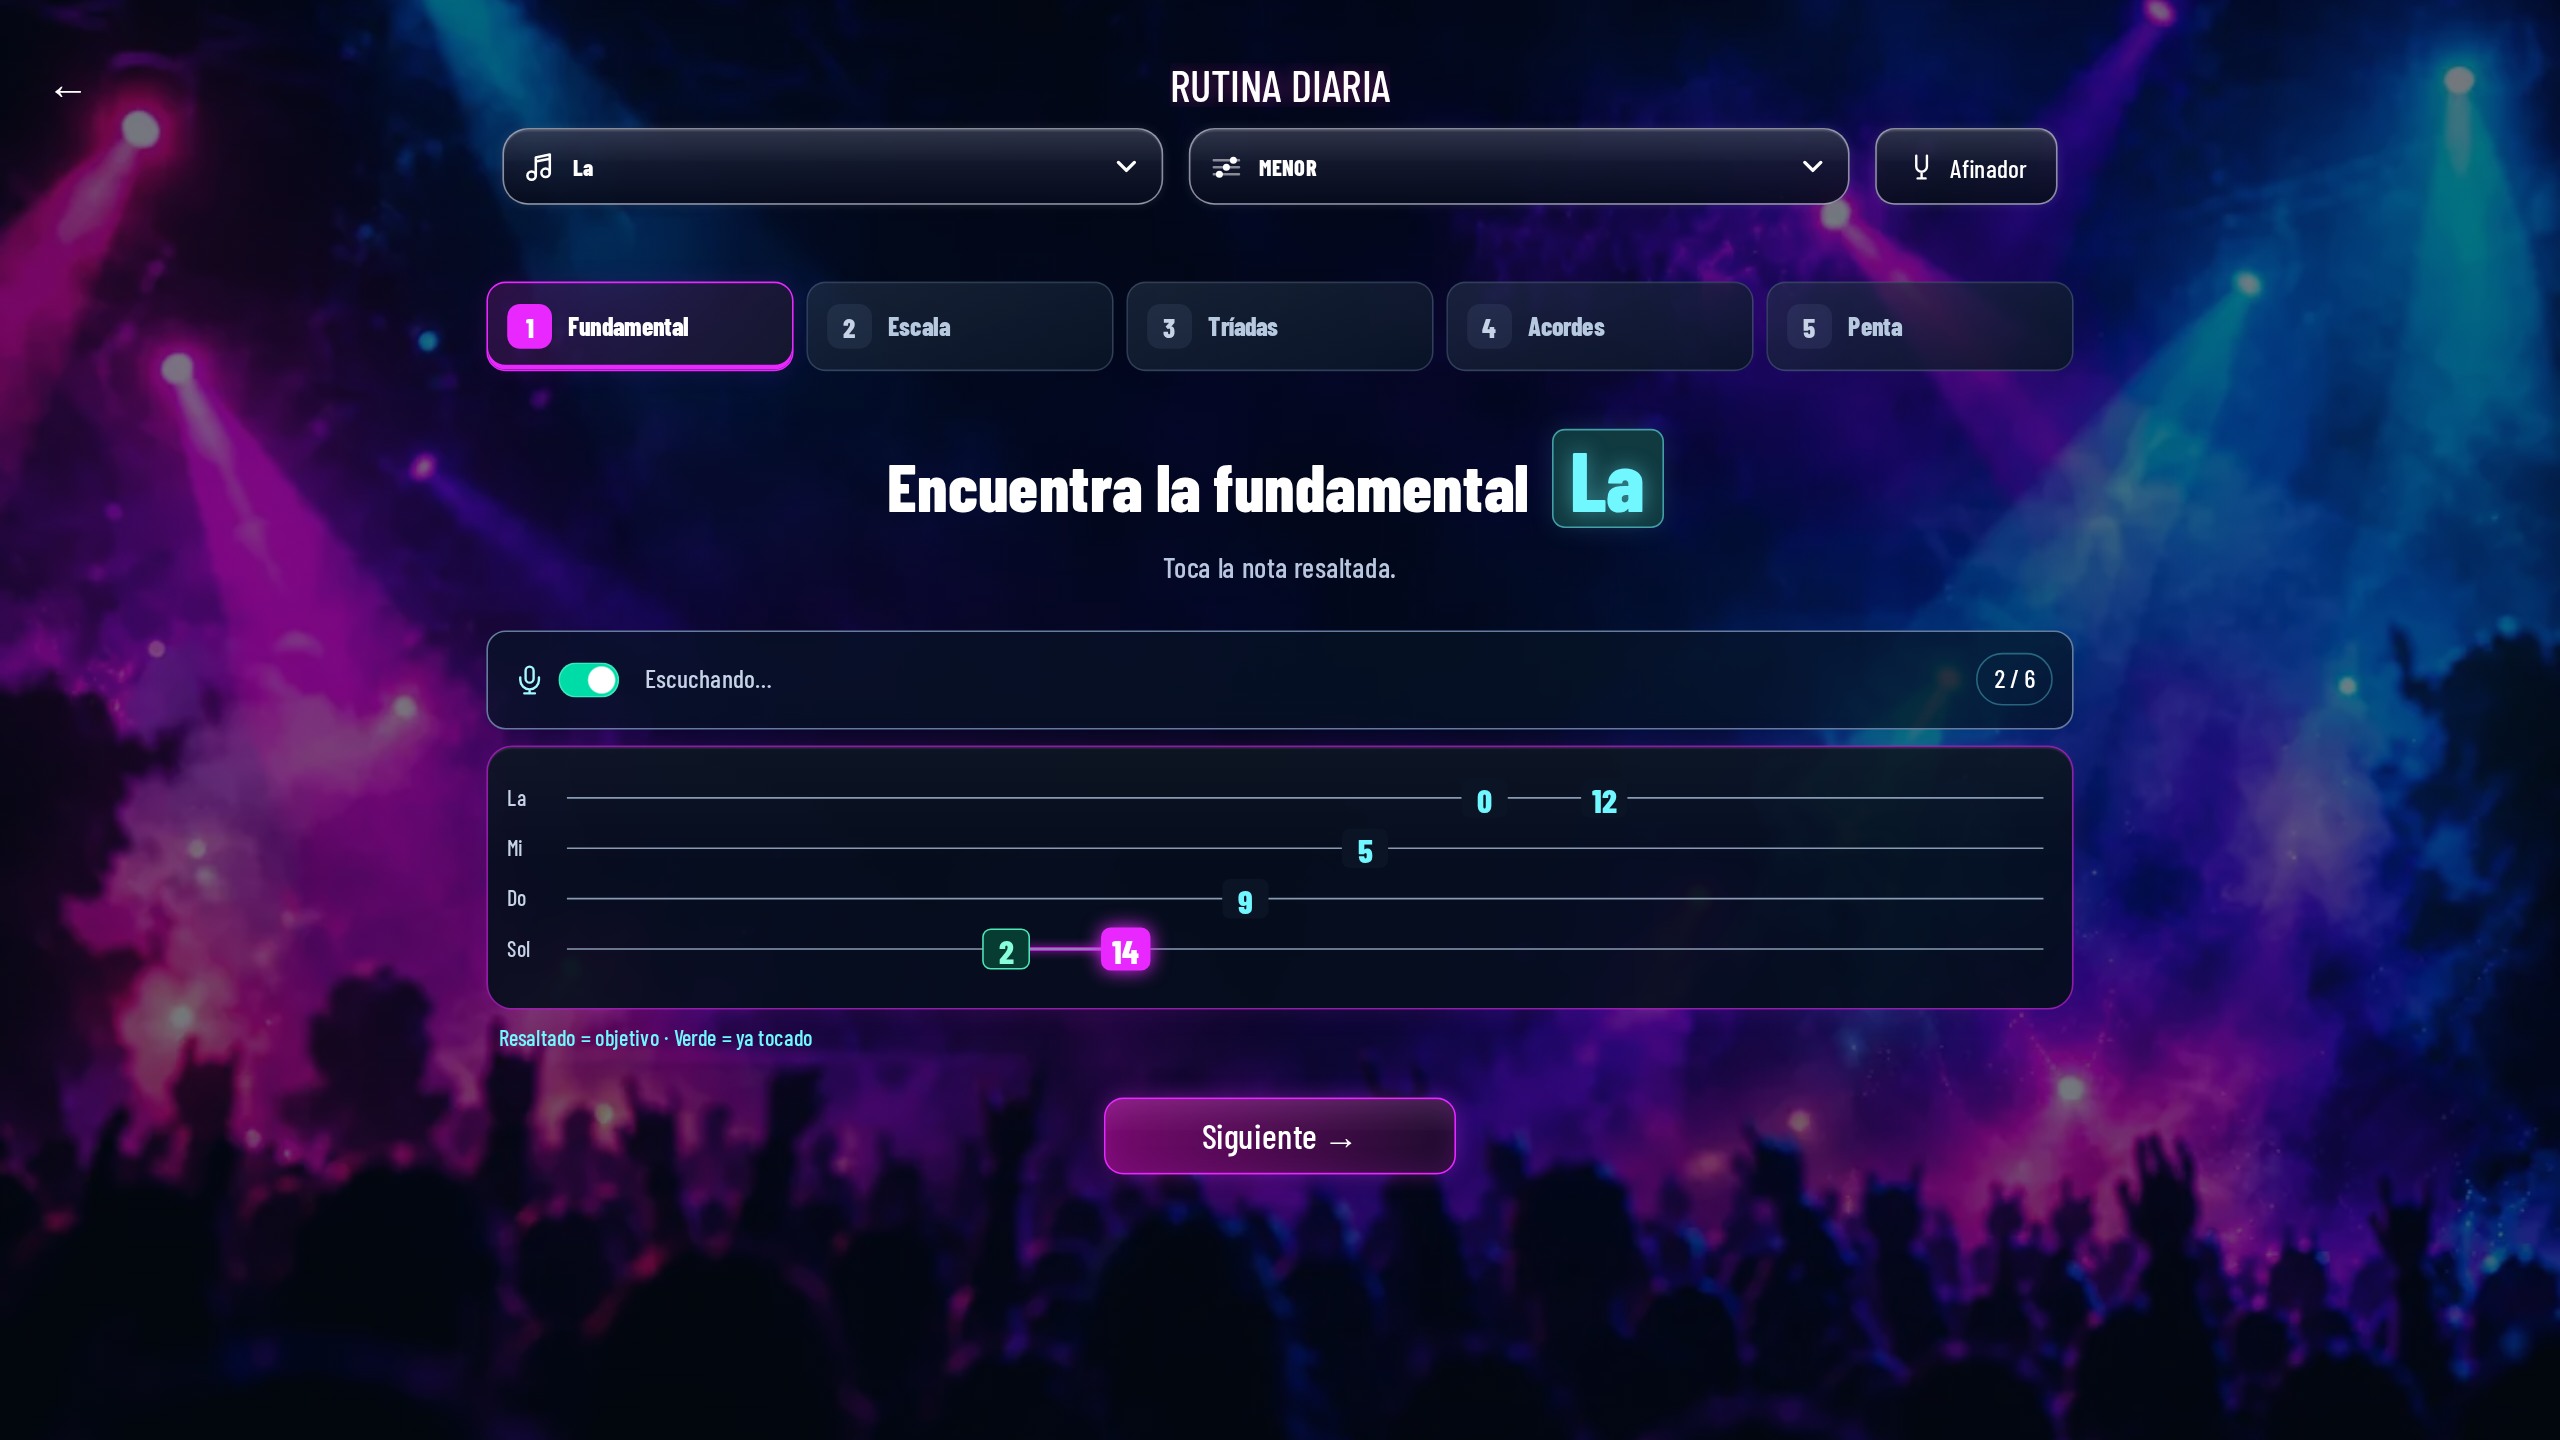 ←
RUTINA DIARIA
La
MENOR
Afinador
1 Fundamental
2 Escala
3 Tríadas
4 Acordes
5 Penta
Encuentra la fundamental La
Toca la nota resaltada.
Escuchando...
2 / 6
La 0 12
Mi 5
Do 9
Sol 2 14
Resaltado = objetivo · Verde = ya tocado
Siguiente →